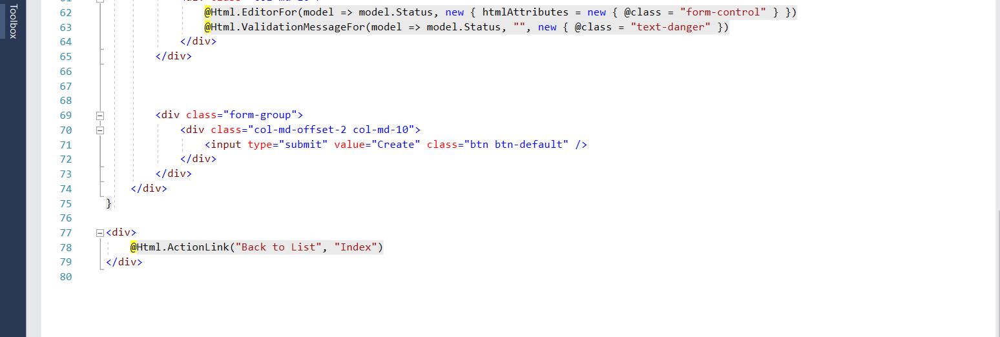 Toolbox
62 @Html.EditorFor(model => model.Status, new { htmlAttributes = new { @class = "form-control" } })
63 @Html.ValidationMessageFor(model => model.Status, "", new { @class = "text-danger" })
64 </div>
65 </div>
66
67
68
69 <div class="form-group">
70 <div class="col-md-offset-2 col-md-10">
71 <input type="submit" value="Create" class="btn btn-default" />
72 </div>
73 </div>
74 </div>
75 }
76
77 <div>
78 @Html.ActionLink("Back to List", "Index")
79 </div>
80